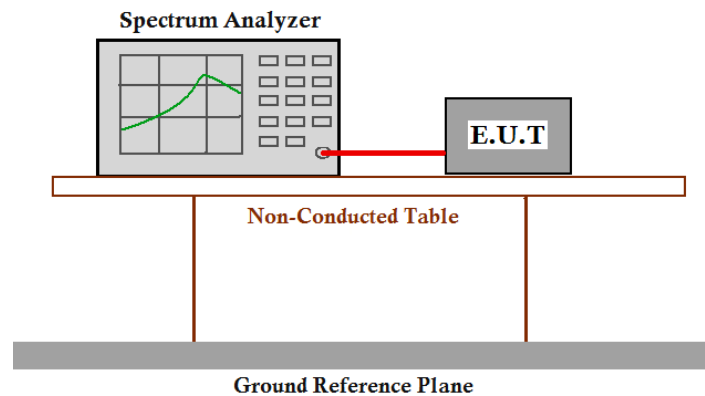 Spectrum Analyzer
E.U.T
Non-Conducted Table
Ground Reference Plane